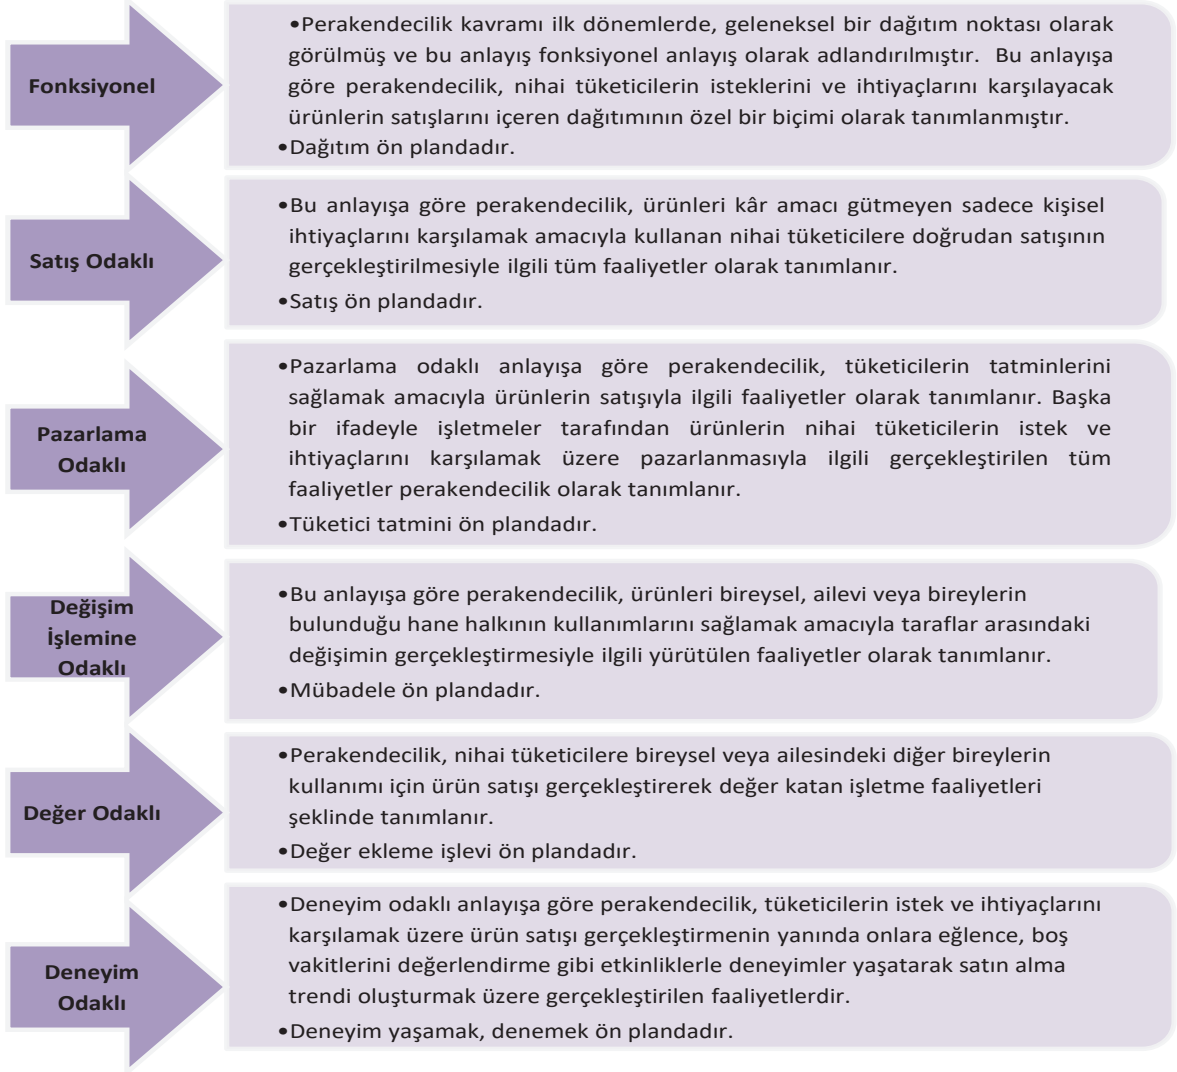 Fonksiyonel
•Perakendecilik kavramı ilk dönemlerde, geleneksel bir dağıtım noktası olarak
görülmüş ve bu anlayış fonksiyonel anlayış olarak adlandırılmıştır. Bu anlayışa
göre perakendecilik, nihai tüketicilerin isteklerini ve ihtiyaçlarını karşılayacak
ürünlerin satışlarını içeren dağıtımının özel bir biçimi olarak tanımlanmıştır.
•Dağıtım ön plandadır.
Satış Odaklı
•Bu anlayışa göre perakendecilik, ürünleri kâr amacı gütmeyen sadece kişisel
ihtiyaçlarını karşılamak amacıyla kullanan nihai tüketicilere doğrudan satışının
gerçekleştirilmesiyle ilgili tüm faaliyetler olarak tanımlanır.
•Satış ön plandadır.
Pazarlama
Odaklı
•Pazarlama odaklı anlayışa göre perakendecilik, tüketicilerin tatminlerini
sağlamak amacıyla ürünlerin satışıyla ilgili faaliyetler olarak tanımlanır. Başka
bir ifadeyle işletmeler tarafından ürünlerin nihai tüketicilerin istek ve
ihtiyaçlarını karşılamak üzere pazarlanmasıyla ilgili gerçekleştirilen tüm
faaliyetler perakendecilik olarak tanımlanır.
•Tüketici tatmini ön plandadır.
Değişim
İşlemine
Odaklı
•Bu anlayışa göre perakendecilik, ürünleri bireysel, ailevi veya bireylerin
bulunduğu hane halkının kullanımlarını sağlamak amacıyla taraflar arasındaki
değişimin gerçekleştirmesiyle ilgili yürütülen faaliyetler olarak tanımlanır.
•Mübadele ön plandadır.
Değer Odaklı
•Perakendecilik, nihai tüketicilere bireysel veya ailesindeki diğer bireylerin
kullanımı için ürün satışı gerçekleştirerek değer katan işletme faaliyetleri
şeklinde tanımlanır.
•Değer ekleme işlevi ön plandadır.
Deneyim
Odaklı
•Deneyim odaklı anlayışa göre perakendecilik, tüketicilerin istek ve ihtiyaçlarını
karşılamak üzere ürün satışı gerçekleştirmenin yanında onlara eğlence, boş
vakitlerini değerlendirme gibi etkinliklerle deneyimler yaşatarak satın alma
trendi oluşturmak üzere gerçekleştirilen faaliyetlerdir.
•Deneyim yaşamak, denemek ön plandadır.